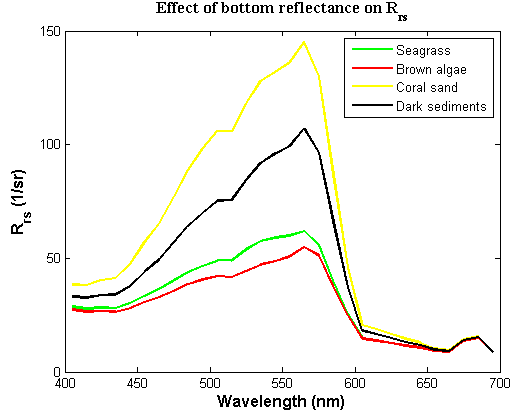 Effect of bottom reflectance on Rrs
150
100
50
0
400
450
500
550
600
650
700
Rrs (1/sr)
Wavelength (nm)
Seagrass
Brown algae
Coral sand
Dark sediments